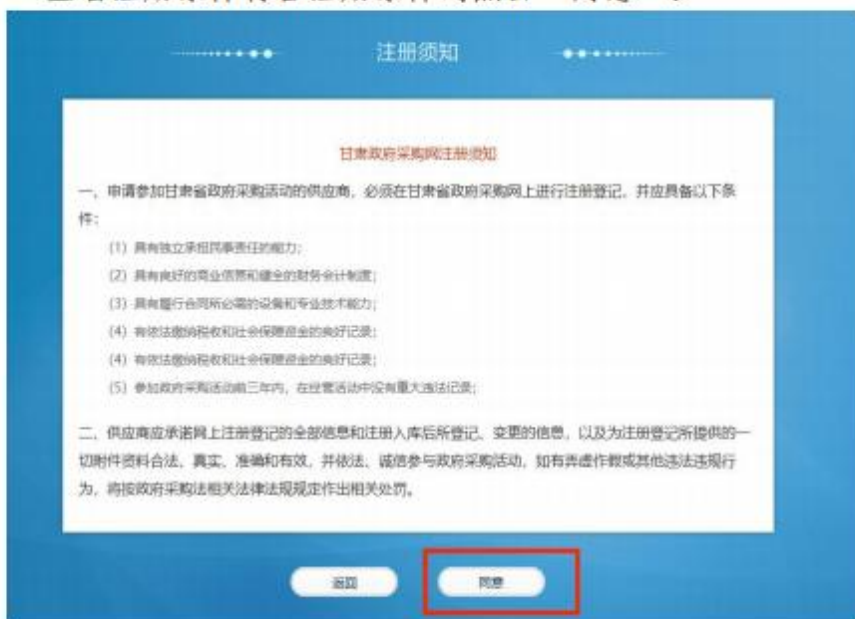 注册须知
甘肃政府采购网注册须知
一、申请参加甘肃省政府采购活动的供应商，必须在甘肃省政府采购网上进行注册登记，并应具备以下条
件：
(1) 具有独立承担民事责任的能力；
(2) 具有良好的商业信誉和健全的财务会计制度；
(3) 具有履行合同所必需的设备和专业技术能力；
(4) 有依法缴纳税收和社会保障资金的良好记录；
(4) 有依法缴纳税收和社会保障资金的良好记录；
(5) 参加政府采购活动前三年内，在经营活动中没有重大违法记录；
二、供应商应承诺网上注册登记的全部信息和注册入库后所登记、变更的信息，以及为注册登记所提供的一
切附件资料合法、真实、准确和有效，并依法、诚信参与政府采购活动，如有弄虚作假或其他违法违规行
为，将按政府采购法相关法律法规规定作出相关处罚。
返回
同意